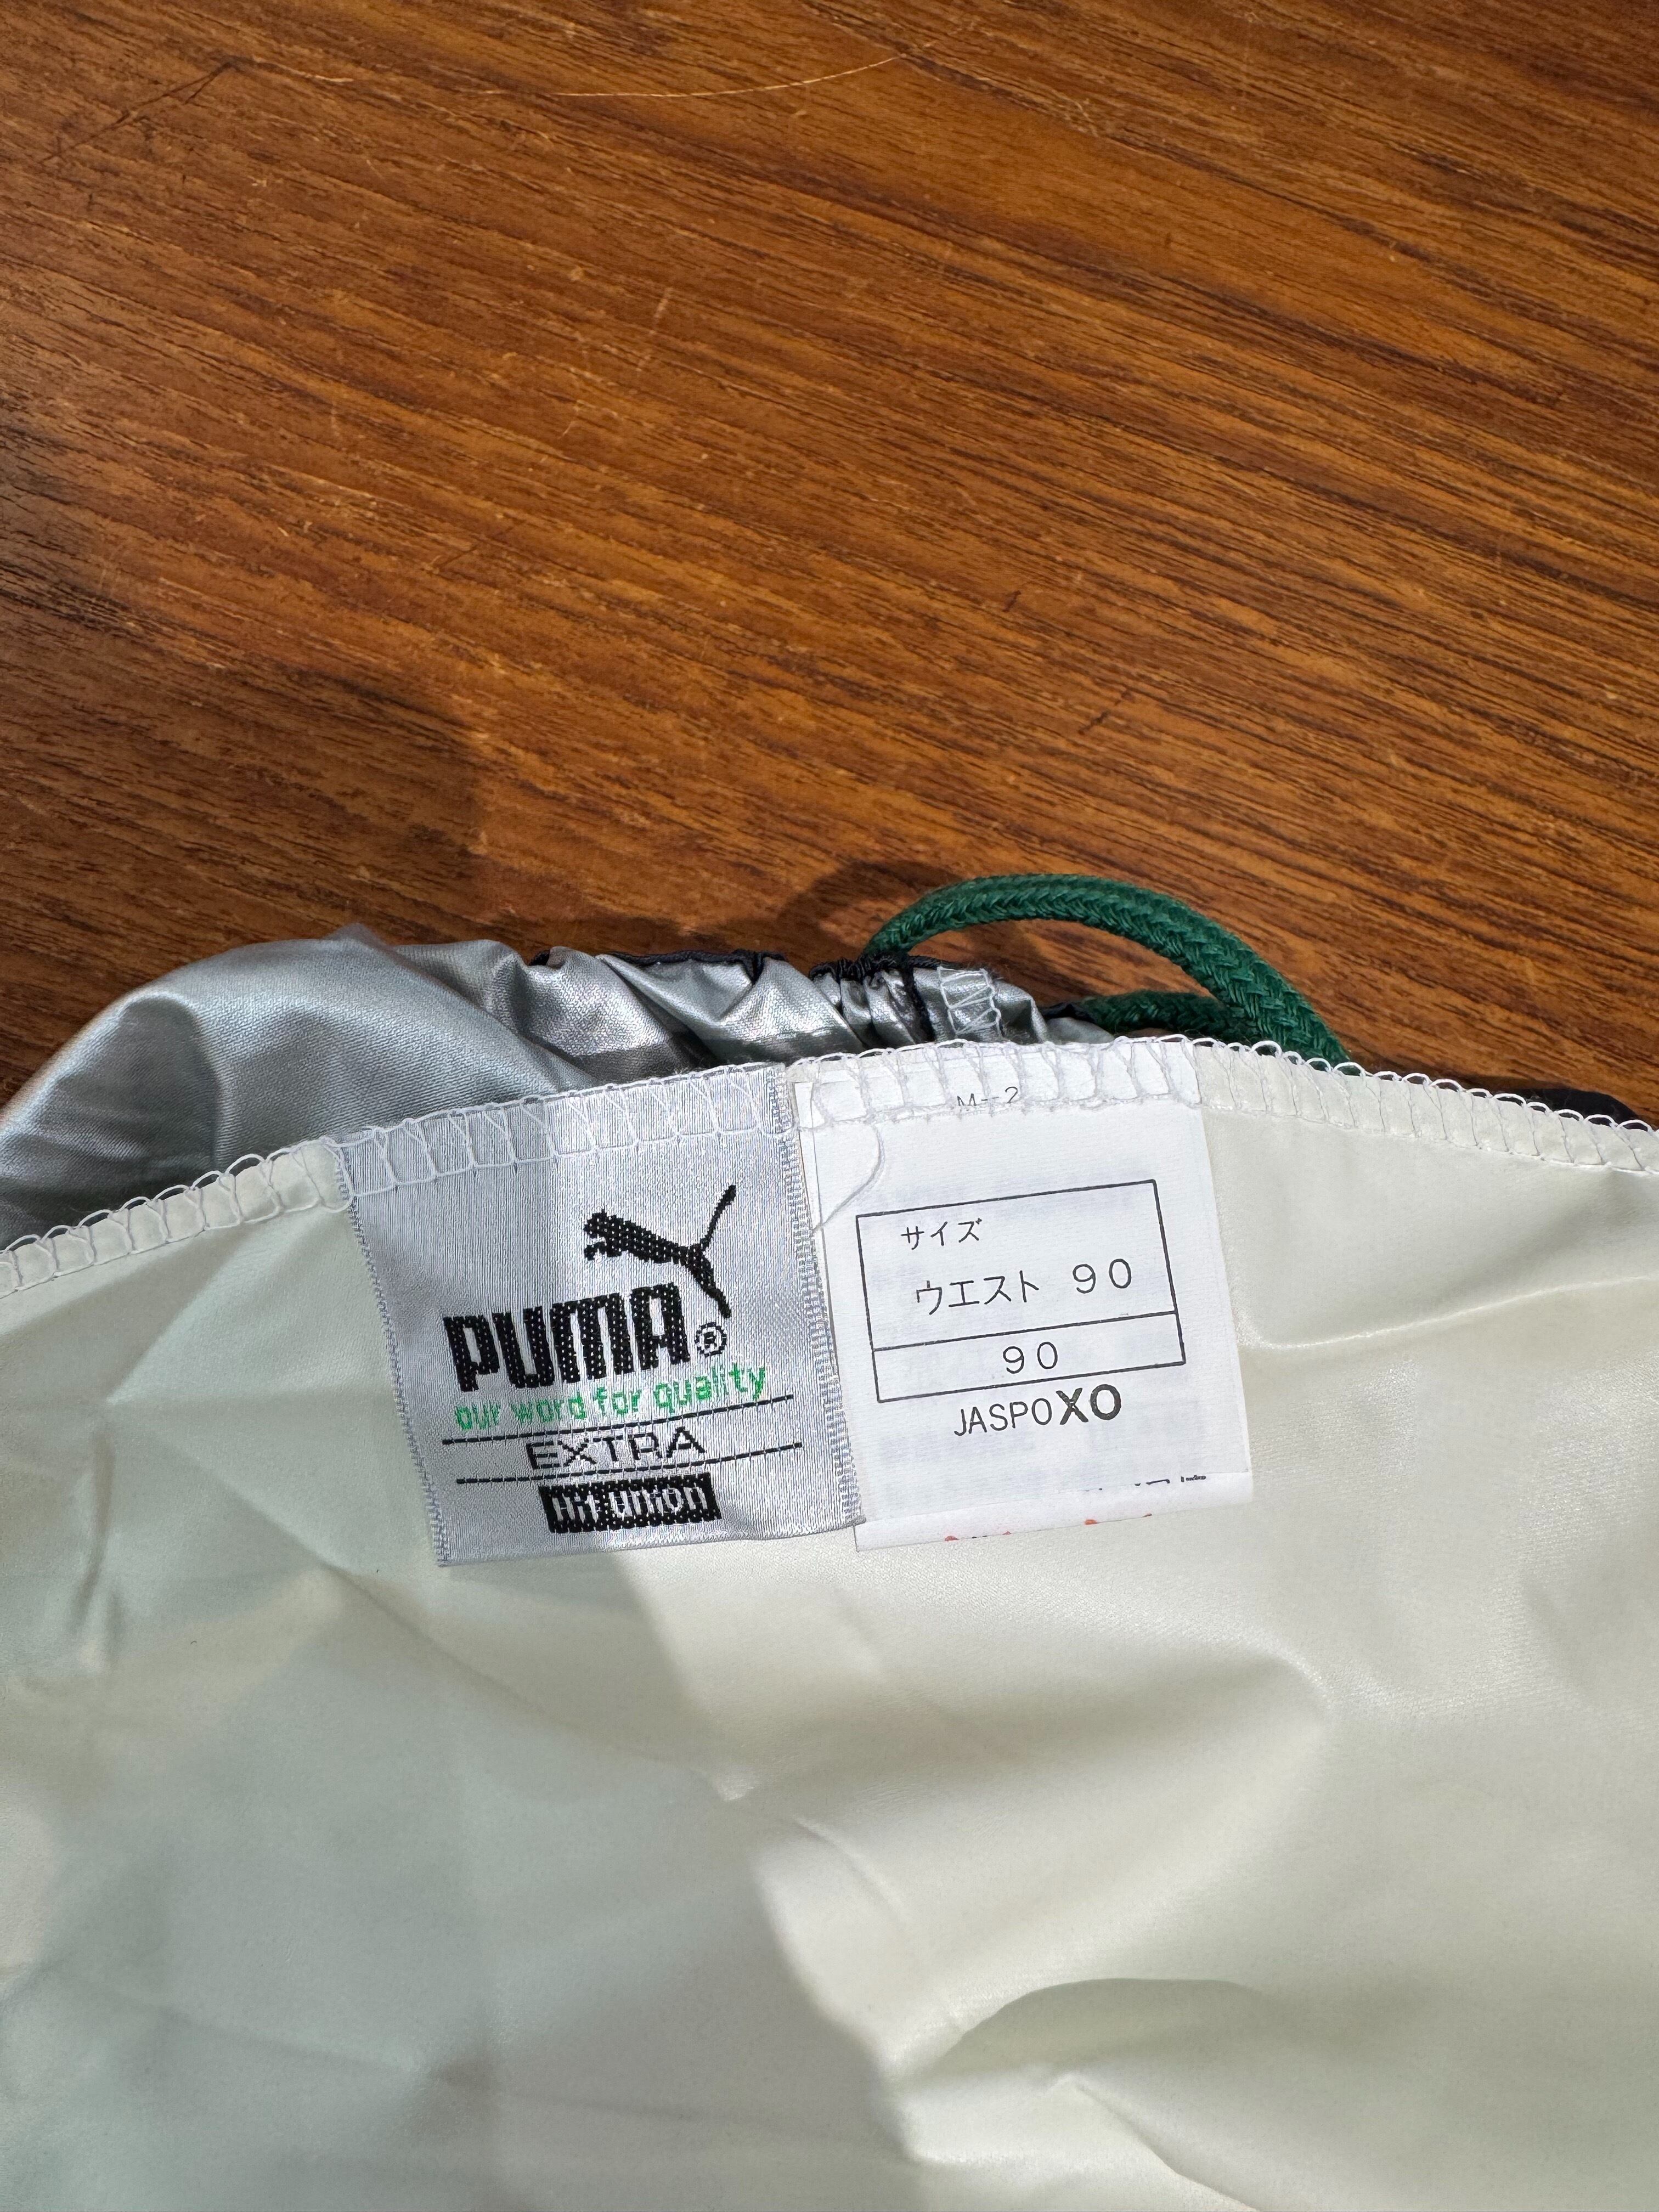 PUMA®
our word for quality
EXTRA
Hit union
M-2
サイズ
ウエスト 90
90
JASPO XO